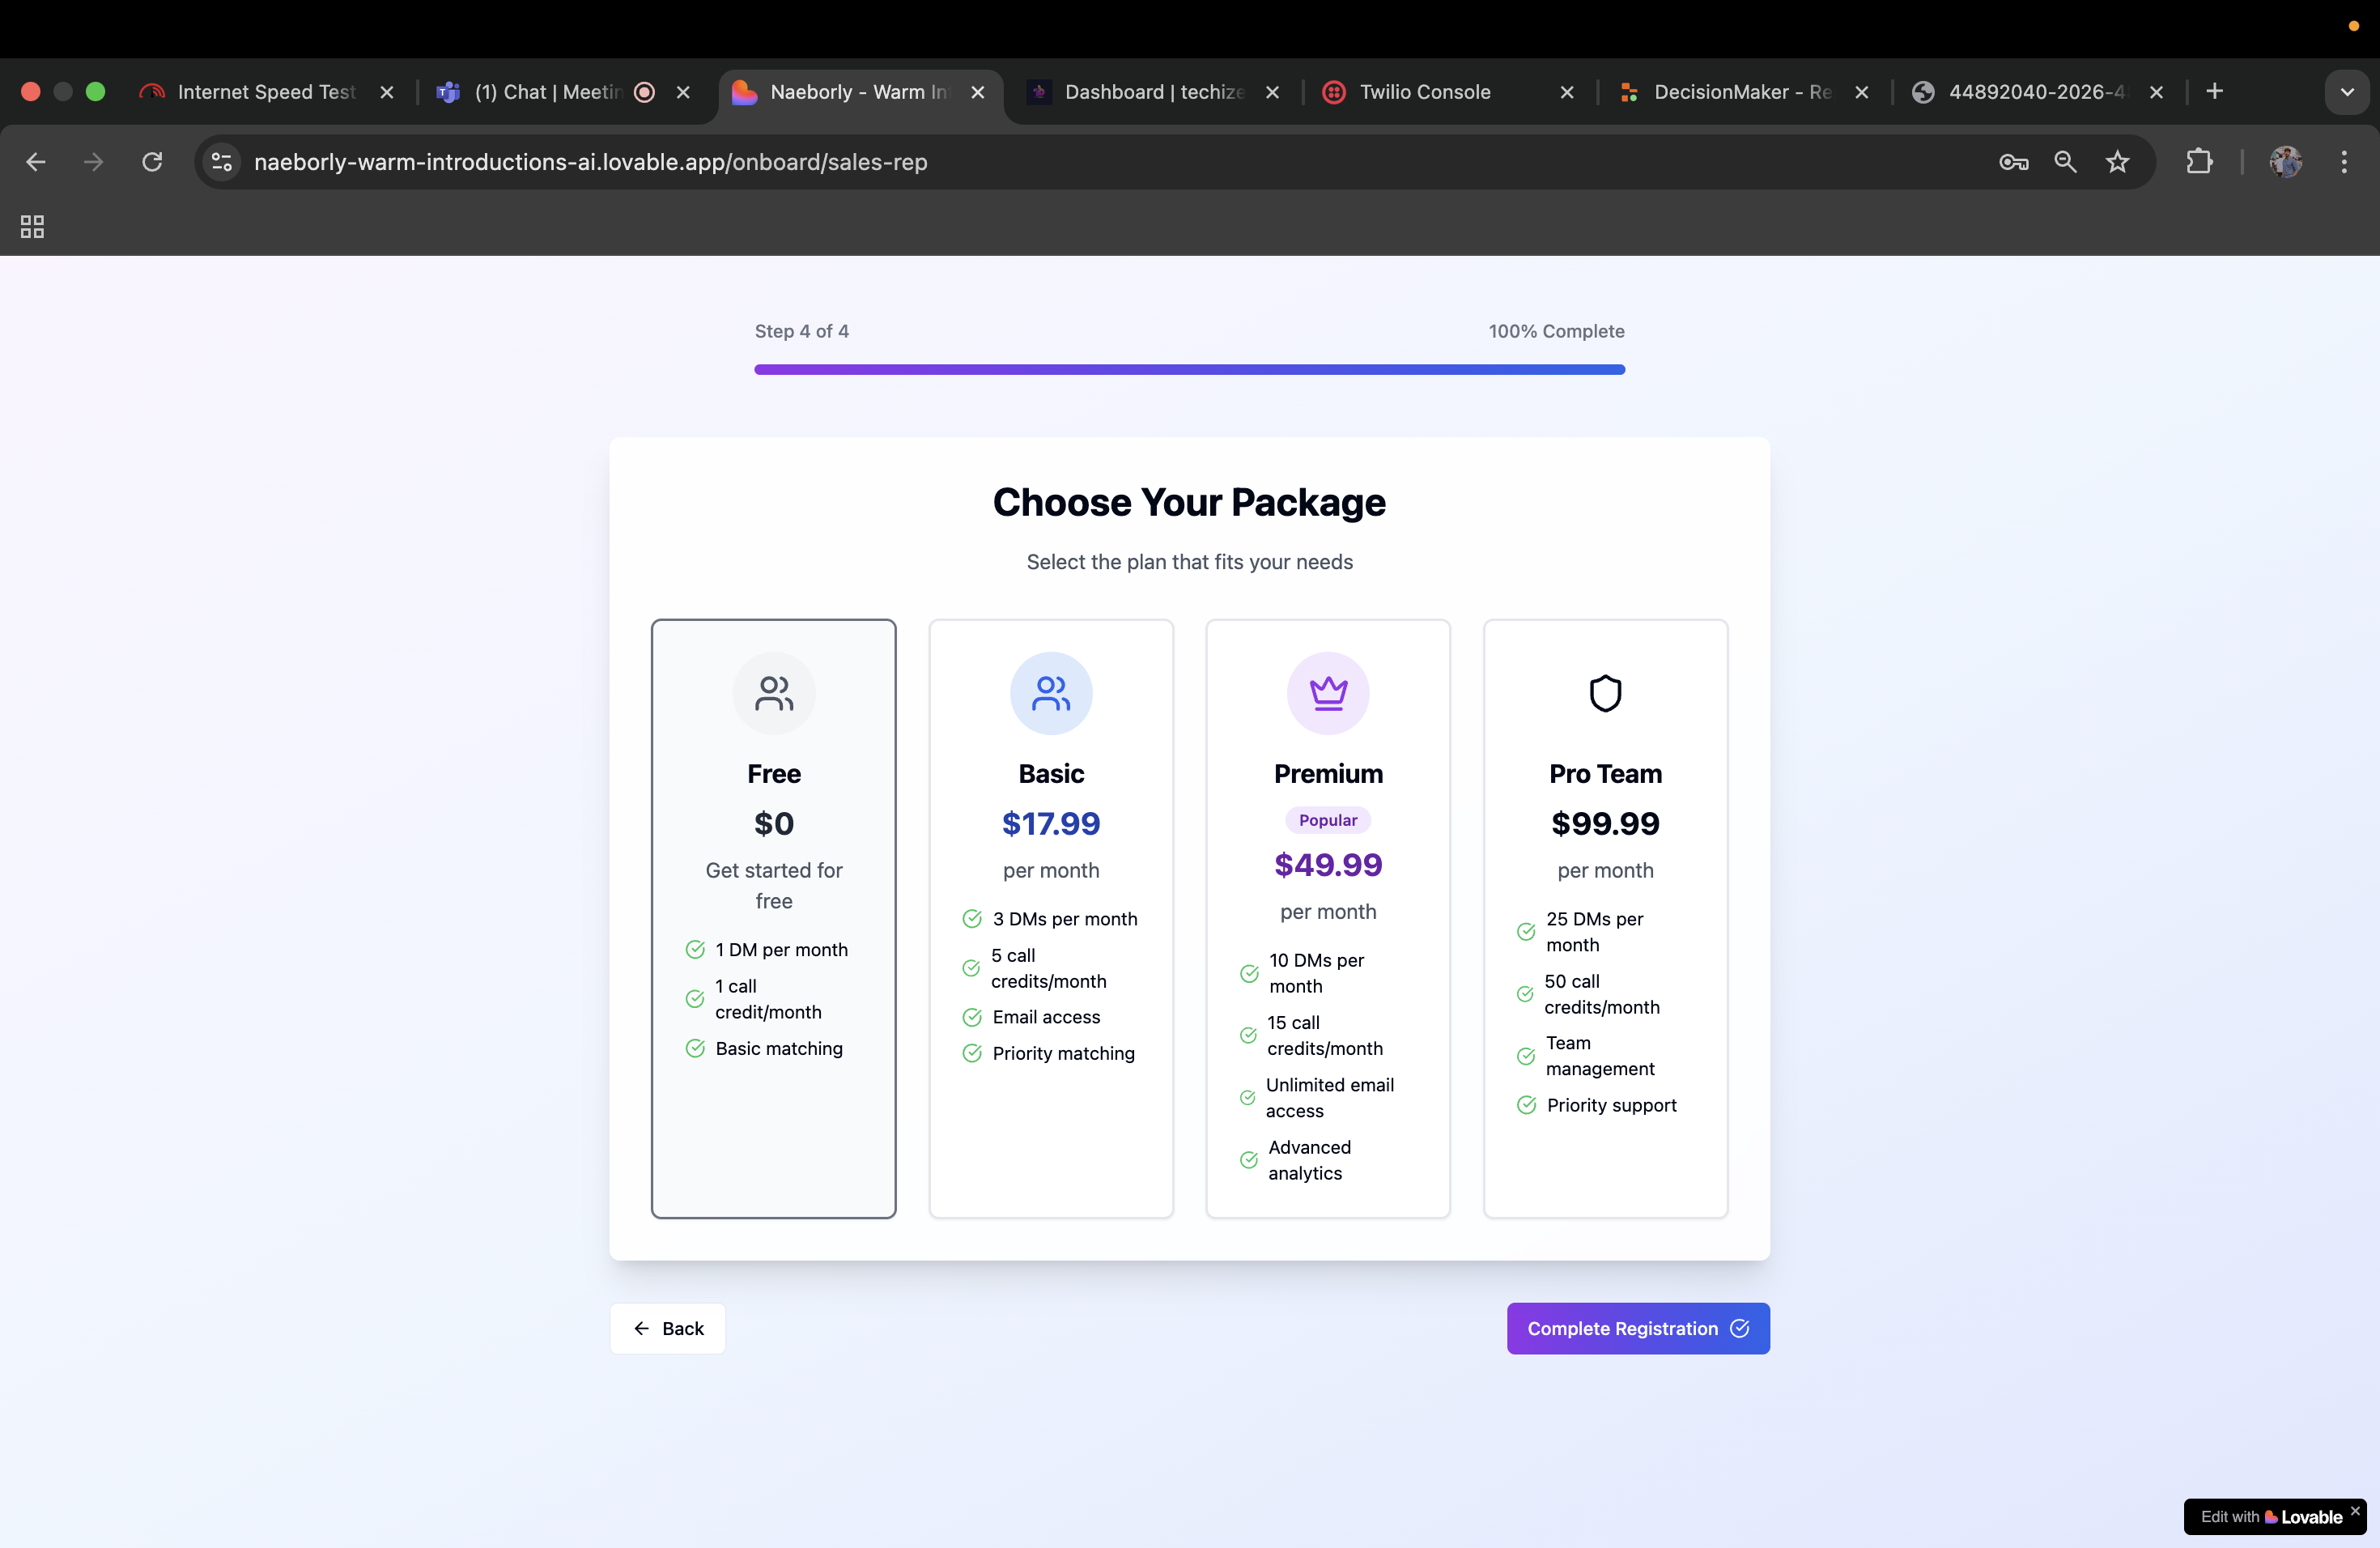 Internet Speed Test
(1) Chat | Meetin
Naeborly - Warm In
Dashboard | techize
Twilio Console
DecisionMaker - Re
44892040-2026-4
naeborly-warm-introductions-ai.lovable.app/onboard/sales-rep
Step 4 of 4
100% Complete
Choose Your Package
Select the plan that fits your needs
Free
$0
Get started for
free
1 DM per month
1 call
credit/month
Basic matching
Basic
$17.99
per month
3 DMs per month
5 call
credits/month
Email access
Priority matching
Premium
Popular
$49.99
per month
10 DMs per
month
15 call
credits/month
Unlimited email
access
Advanced
analytics
Pro Team
$99.99
per month
25 DMs per
month
50 call
credits/month
Team
management
Priority support
Back
Complete Registration
Edit with Lovable